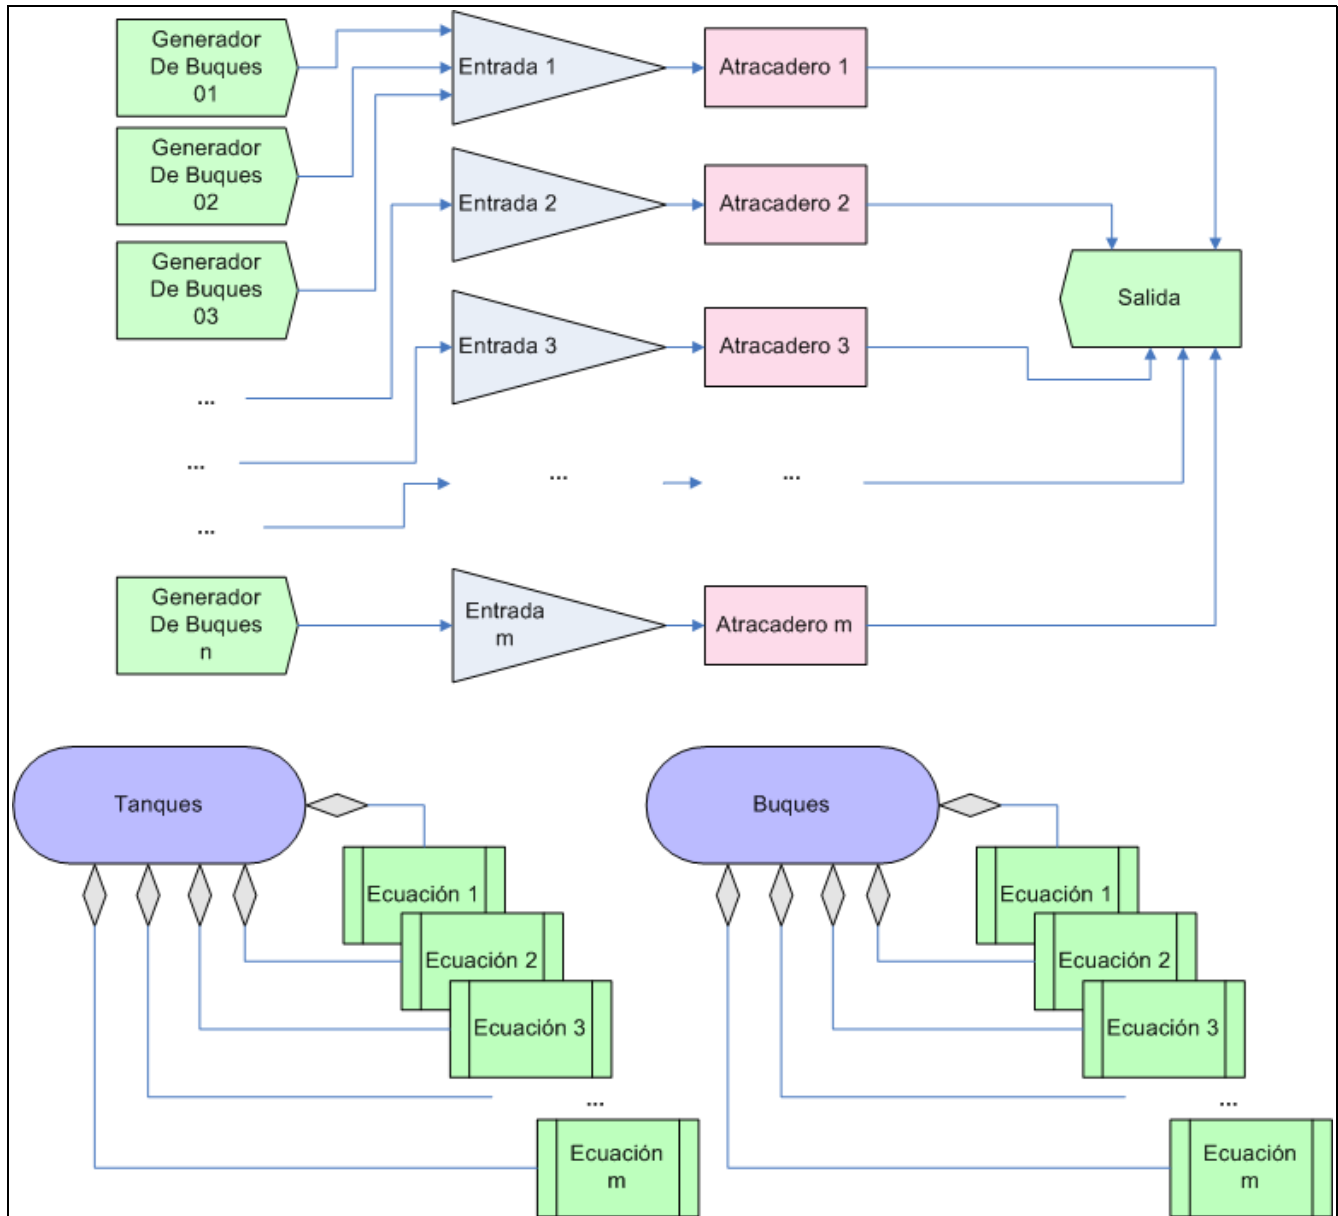 Generador
De Buques
01
Entrada 1
Atracadero 1
Generador
De Buques
02
Entrada 2
Atracadero 2
Generador
De Buques
03
Salida
Entrada 3
Atracadero 3
...
...
...
...
...
Generador
De Buques
n
Entrada
m
Atracadero m
Tanques
Ecuación 1
Ecuación 2
Ecuación 3
...
Ecuación
m
Buques
Ecuación 1
Ecuación 2
Ecuación 3
...
Ecuación
m